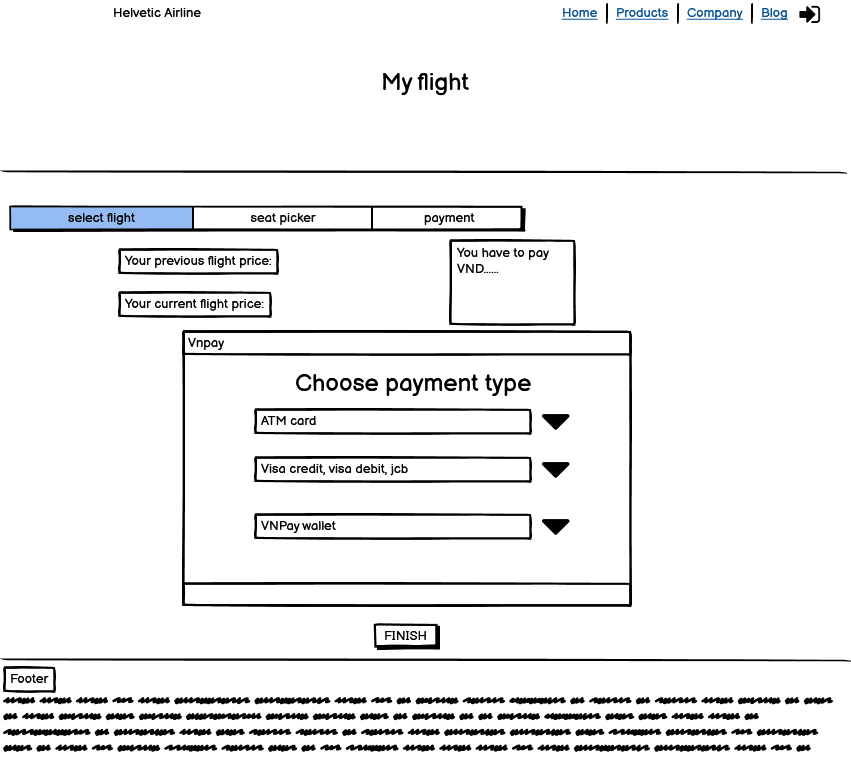 Helvetic Airline
Home
Products
Company
Blog
My flight
select flight
seat picker
payment
Your previous flight price:
You have to pay
VND......
Your current flight price:
Vnpay
Choose payment type
ATM card
Visa credit, visa debit, jcb
VNPay wallet
FINISH
Footer